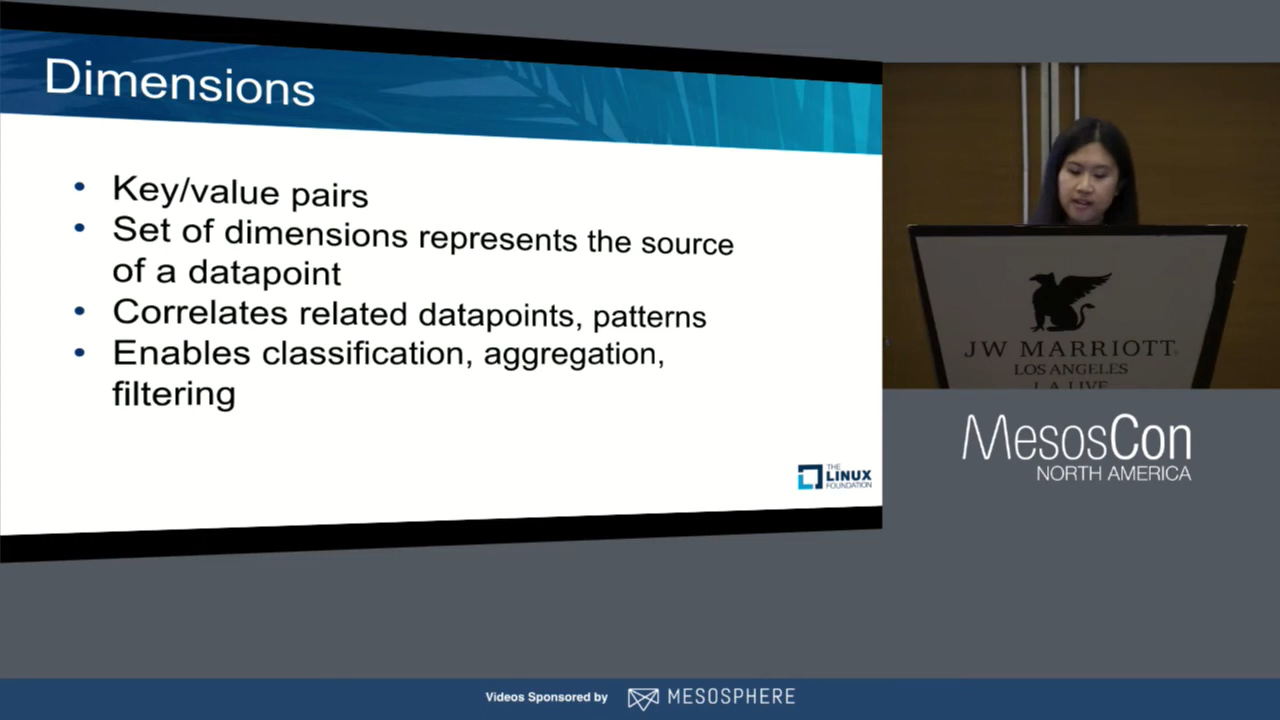 Dimensions
• Key/value pairs
• Set of dimensions represents the source
of a datapoint
• Correlates related datapoints, patterns
• Enables classification, aggregation,
filtering
THE
LINUX
FOUNDATION
JW MARRIOTT
LOS ANGELES
L.A. LIVE
MesosCon
NORTH AMERICA
Videos Sponsored by MESOSPHERE